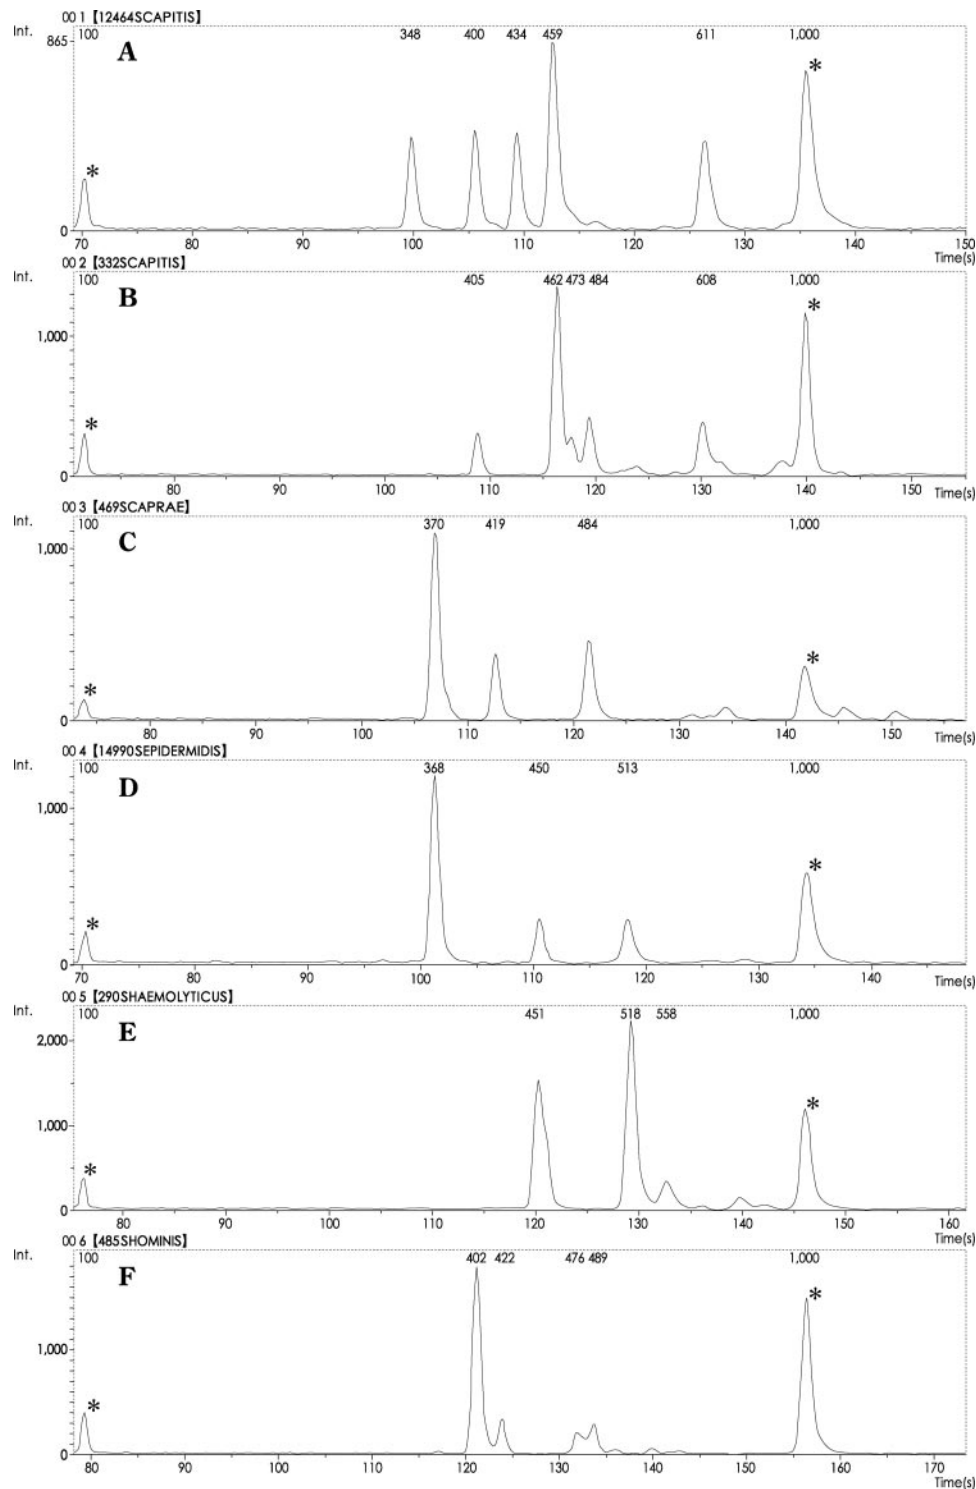 00 1 【12464SCAPITIS】
Int. 100 348 400 434 459 611 1,000
865
A
*
*
0
70 80 90 100 110 120 130 140 150
Time(s)
00 2 【332SCAPITIS】
Int. 100 405 462 473 484 608 1,000
B
*
*
1,000
0
80 90 100 110 120 130 140 150
Time(s)
00 3 【469SCAPRAE】
Int. 100 370 419 484 1,000
C
1,000
*
*
0
80 90 100 110 120 130 140 150
Time(s)
00 4 【14990SEPIDERMIDIS】
Int. 100 368 450 513 1,000
D
1,000
*
*
0
70 80 90 100 110 120 130 140
Time(s)
00 5 【290SHAEMOLYTICUS】
Int. 100 451 518 558 1,000
E
2,000
1,000
*
*
0
80 90 100 110 120 130 140 150 160
Time(s)
00 6 【485SHOMINIS】
Int. 100 402 422 476 489 1,000
F
*
1,000
*
0
80 90 100 110 120 130 140 150 160 170
Time(s)